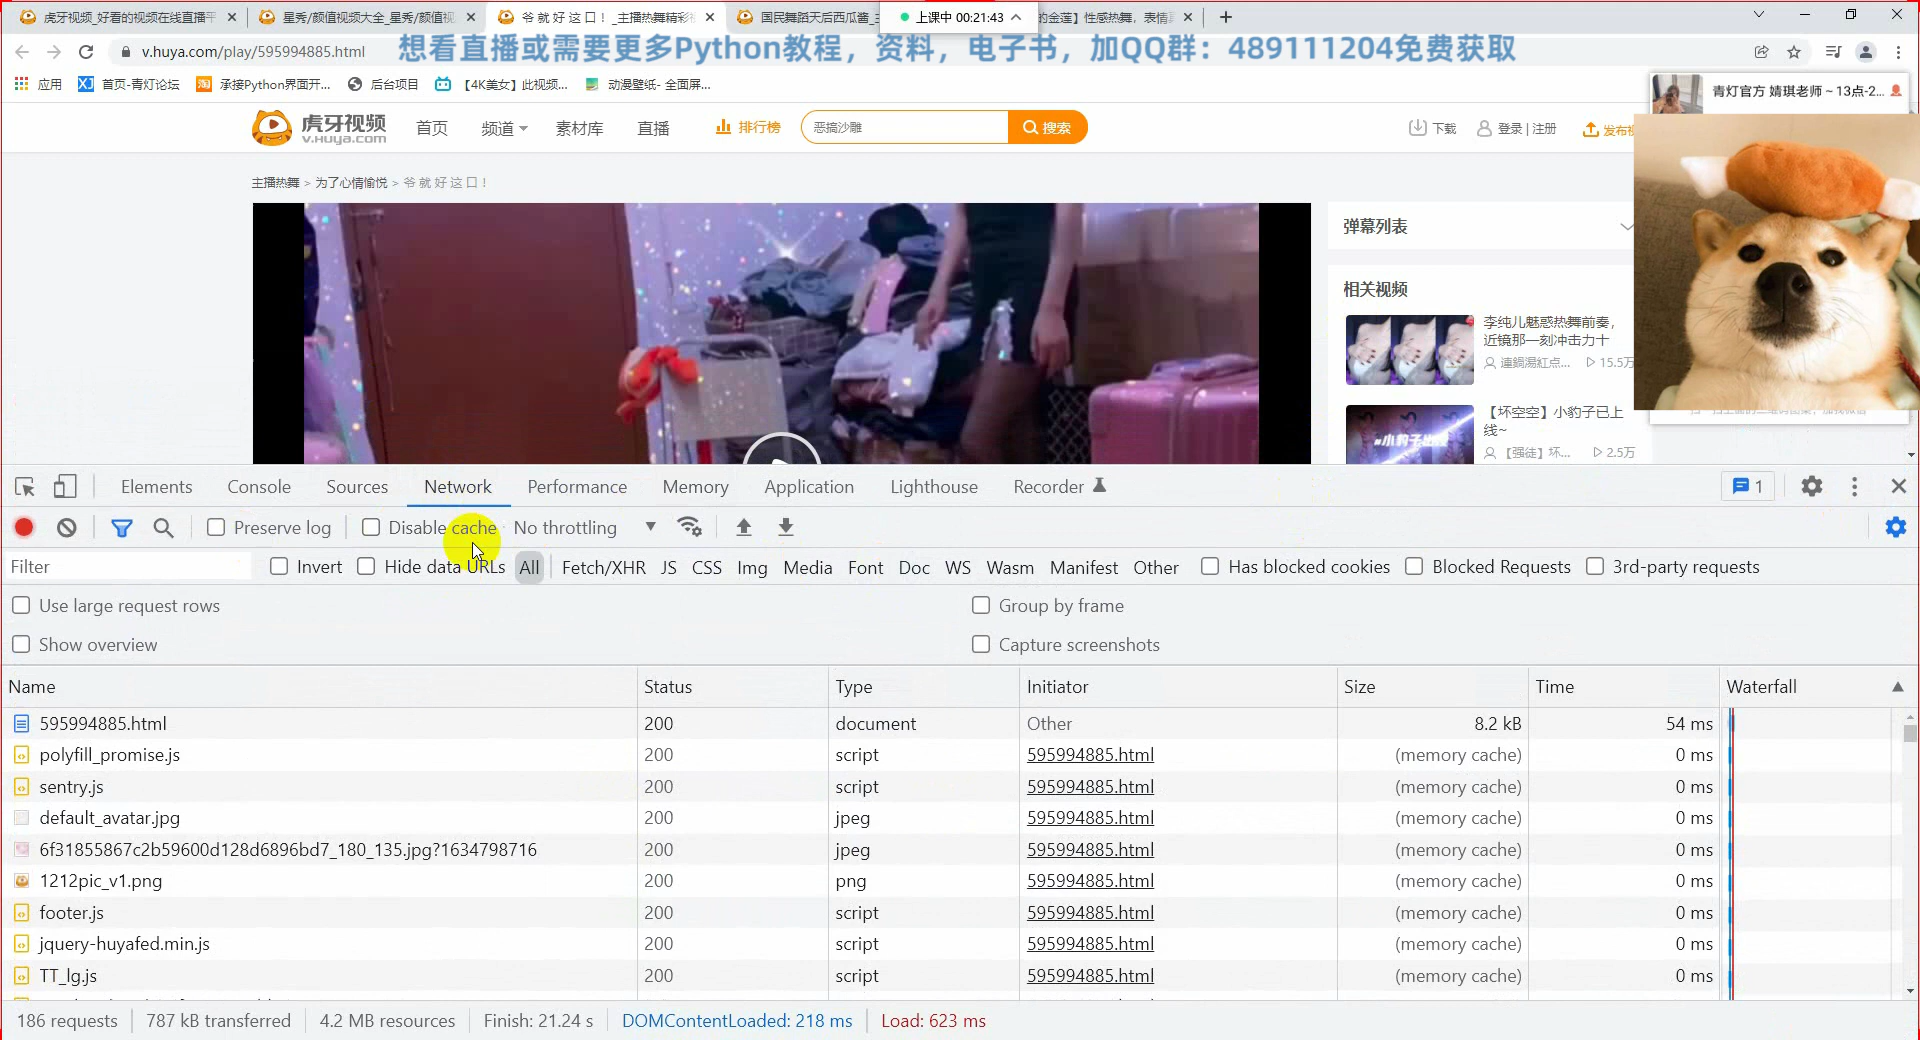 虎牙视频_好看的视频在线直播平
星秀/颜值视频大全_星秀/颜值视
爷 就 好 这 口！_主播热舞精彩
国民舞蹈天后西瓜酱_
上课中 00:21:43
的金莲】性感热舞，表情
v.huya.com/play/595994885.html
想看直播或需要更多Python教程，资料，电子书，加QQ群：489111204免费获取
应用
首页-青灯论坛
承接Python界面开...
后台项目
【4K美女】此视频...
动漫壁纸- 全面屏...
青灯官方 婧琪老师 ~ 13点-2...
虎牙视频
v.Huya.com
首页
频道
素材库
直播
排行榜
恶搞沙雕
搜索
下载
登录 | 注册
发布
主播热舞 > 为了心情愉悦 > 爷 就 好 这 口！
弹幕列表
相关视频
李纯儿魅惑热舞前奏，
近镜那一刻冲击力十
15.5万
【坏空空】小豹子已上
线~
#小豹子出
【强徒】坏...
2.5万
Elements
Console
Sources
Network
Performance
Memory
Application
Lighthouse
Recorder
1
Preserve log
Disable cache
No throttling
Filter
Invert
Hide data URLs
All
Fetch/XHR
JS
CSS
Img
Media
Font
Doc
WS
Wasm
Manifest
Other
Has blocked cookies
Blocked Requests
3rd-party requests
Use large request rows
Group by frame
Show overview
Capture screenshots
Name Status Type Initiator Size Time Waterfall
595994885.html 200 document Other 8.2 kB 54 ms
polyfill_promise.js 200 script 595994885.html (memory cache) 0 ms
sentry.js 200 script 595994885.html (memory cache) 0 ms
default_avatar.jpg 200 jpeg 595994885.html (memory cache) 0 ms
6f31855867c2b59600d128d6896bd7_180_135.jpg?1634798716 200 jpeg 595994885.html (memory cache) 0 ms
1212pic_v1.png 200 png 595994885.html (memory cache) 0 ms
footer.js 200 script 595994885.html (memory cache) 0 ms
jquery-huyafed.min.js 200 script 595994885.html (memory cache) 0 ms
TT_lg.js 200 script 595994885.html (memory cache) 0 ms
186 requests
787 kB transferred
4.2 MB resources
Finish: 21.24 s
DOMContentLoaded: 218 ms
Load: 623 ms